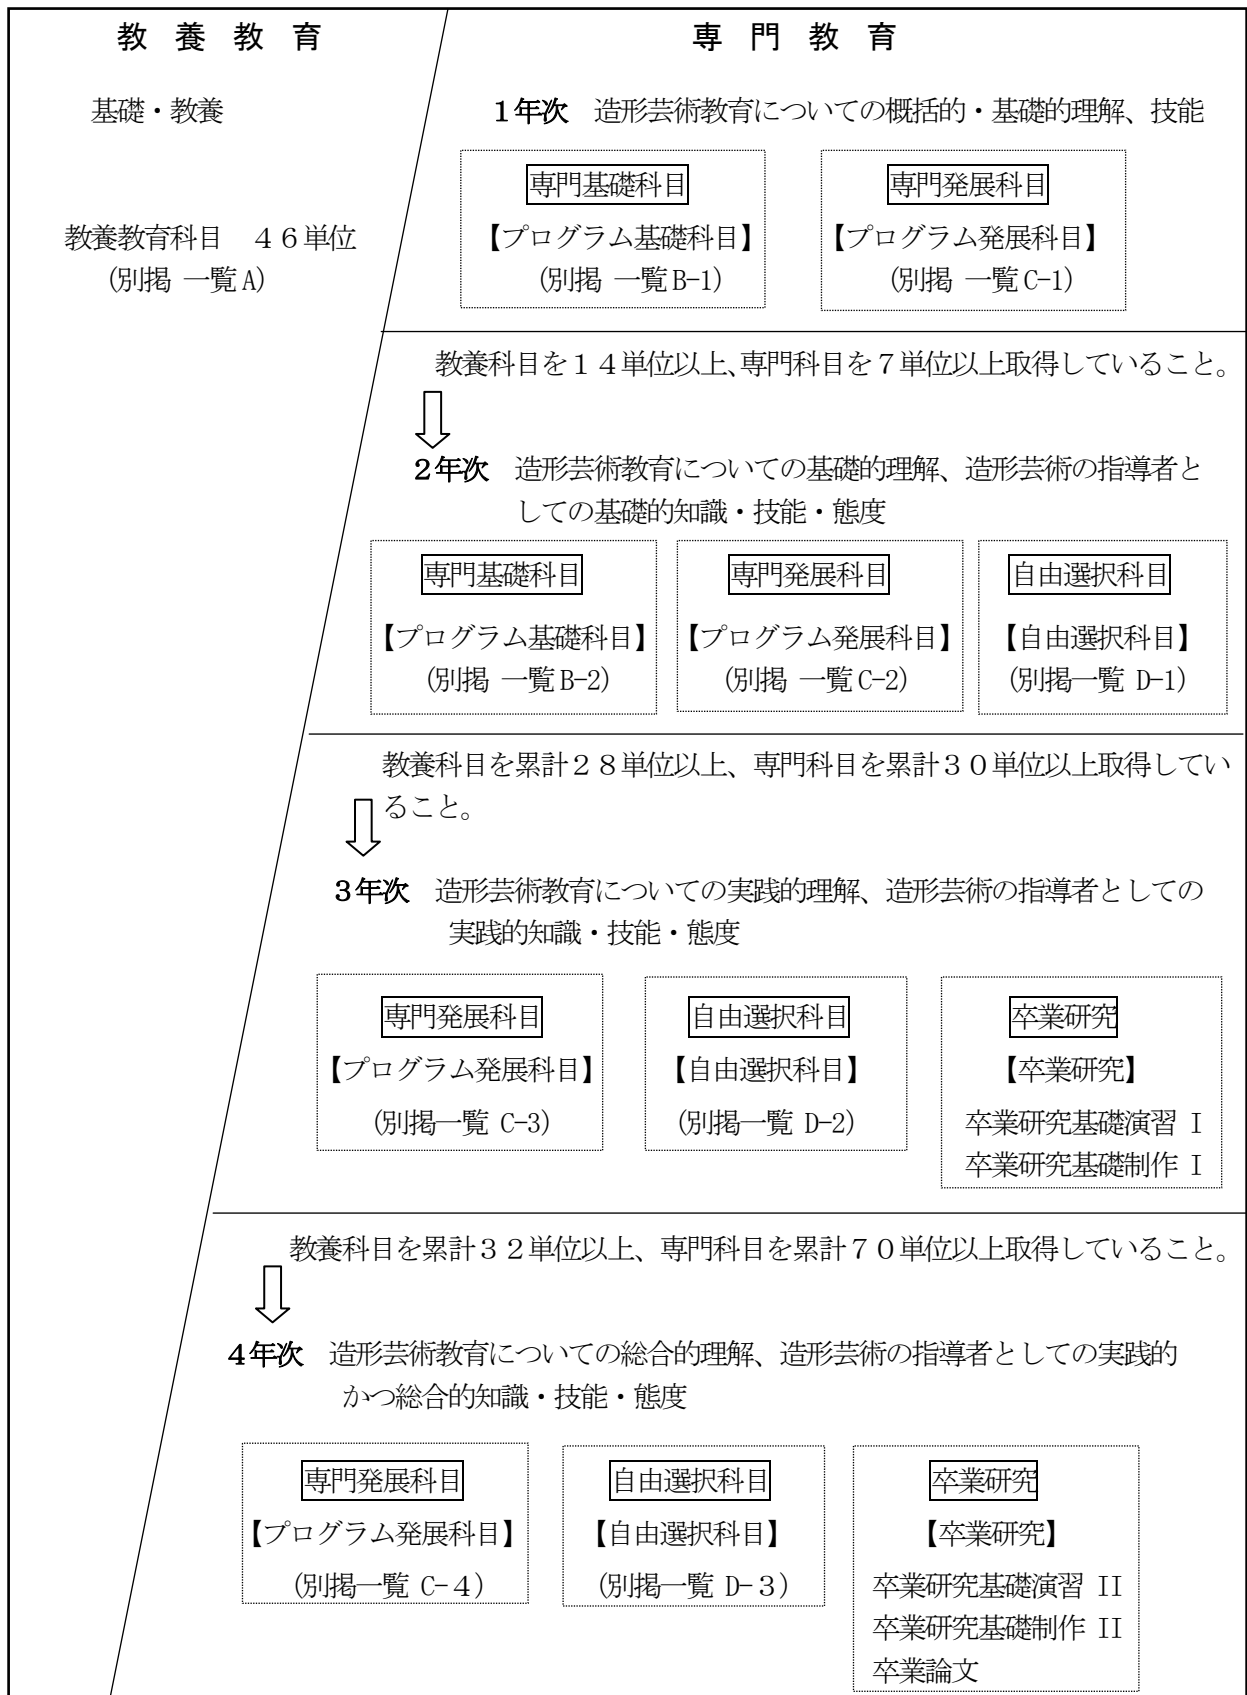 教 養 教 育
専 門 教 育
基礎・教養
教養教育科目 46単位
(別掲 一覧A)
1年次 造形芸術教育についての概括的・基礎的理解、技能
専門基礎科目
【プログラム基礎科目】
(別掲 一覧B-1)
専門発展科目
【プログラム発展科目】
(別掲 一覧C-1)
教養科目を14単位以上、専門科目を7単位以上取得していること。
2年次 造形芸術教育についての基礎的理解、造形芸術の指導者と
しての基礎的知識・技能・態度
専門基礎科目
【プログラム基礎科目】
(別掲 一覧B-2)
専門発展科目
【プログラム発展科目】
(別掲 一覧C-2)
自由選択科目
【自由選択科目】
(別掲一覧 D-1)
教養科目を累計28単位以上、専門科目を累計30単位以上取得してい
ること。
3年次 造形芸術教育についての実践的理解、造形芸術の指導者としての
実践的知識・技能・態度
専門発展科目
【プログラム発展科目】
(別掲一覧 C-3)
自由選択科目
【自由選択科目】
(別掲一覧 D-2)
卒業研究
【卒業研究】
卒業研究基礎演習 I
卒業研究基礎制作 I
教養科目を累計32単位以上、専門科目を累計70単位以上取得していること。
4年次 造形芸術教育についての総合的理解、造形芸術の指導者としての実践的
かつ総合的知識・技能・態度
専門発展科目
【プログラム発展科目】
(別掲一覧 C-4)
自由選択科目
【自由選択科目】
(別掲一覧 D-3)
卒業研究
【卒業研究】
卒業研究基礎演習 II
卒業研究基礎制作 II
卒業論文